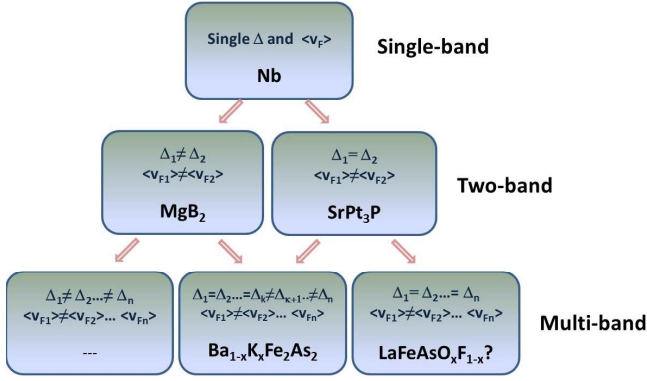 Single Δ and <v_F>
Nb
Single-band
Δ₁≠ Δ₂
<v_F1>≠<v_F2>
MgB₂
Δ₁= Δ₂
<v_F1>≠<v_F2>
SrPt₃P
Two-band
Δ₁≠ Δ₂...≠ Δₙ
<v_F1>≠<v_F2>... <v_Fn>
---
Δ₁=Δ₂...=Δₖ≠Δ_κ+1..≠Δₙ
<v_F1>≠<v_F2>... <v_Fn>
Ba₁₋ₓKₓFe₂As₂
Δ₁= Δ₂...= Δₙ
<v_F1>≠<v_F2>... <v_Fn>
LaFeAsOₓF₁₋ₓ?
Multi-band